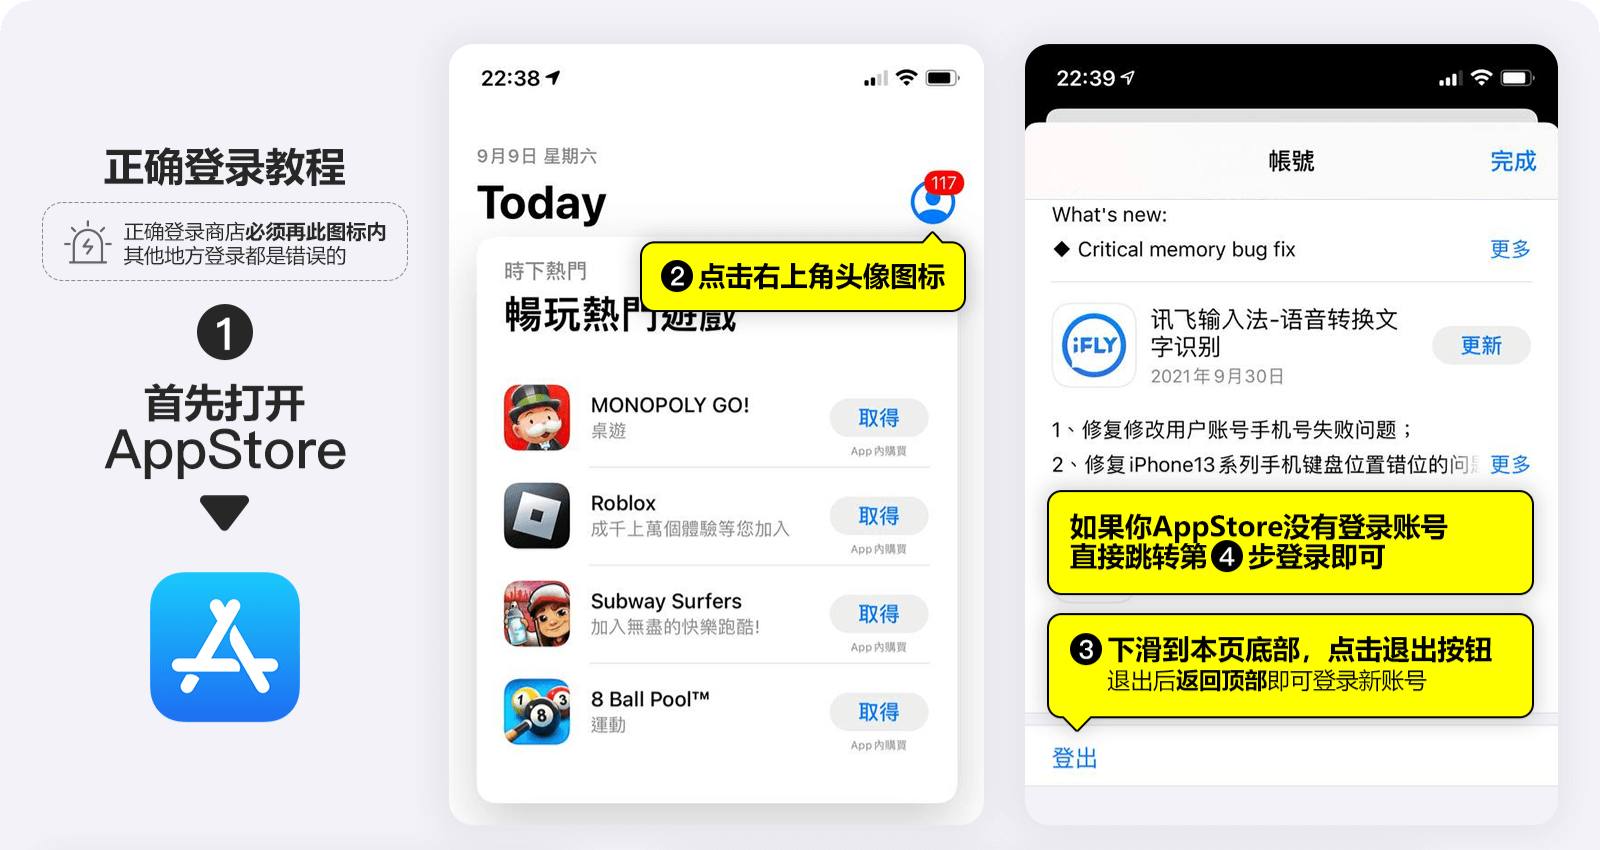 正确登录教程
正确登录商店必须再此图标内
其他地方登录都是错误的
1
首先打开
AppStore
22:38
9月9日 星期六
Today
117
時下熱門
2 点击右上角头像图标
暢玩熱門遊戲
MONOPOLY GO!
桌遊
取得
App內購買
Roblox
成千上萬個體驗等您加入
取得
App內購買
Subway Surfers
加入無盡的快樂跑酷!
取得
App內購買
8 Ball Pool™
運動
取得
App內購買
22:39
帳號
完成
What's new:
◆ Critical memory bug fix
更多
iFLY
讯飞输入法-语音转换文
字识别
2021年9月30日
更新
1、修复修改用户账号手机号失败问题；
2、修复iPhone13系列手机键盘位置错位的问
更多
如果你AppStore没有登录账号
直接跳转第4步登录即可
3 下滑到本页底部，点击退出按钮
退出后返回顶部即可登录新账号
登出